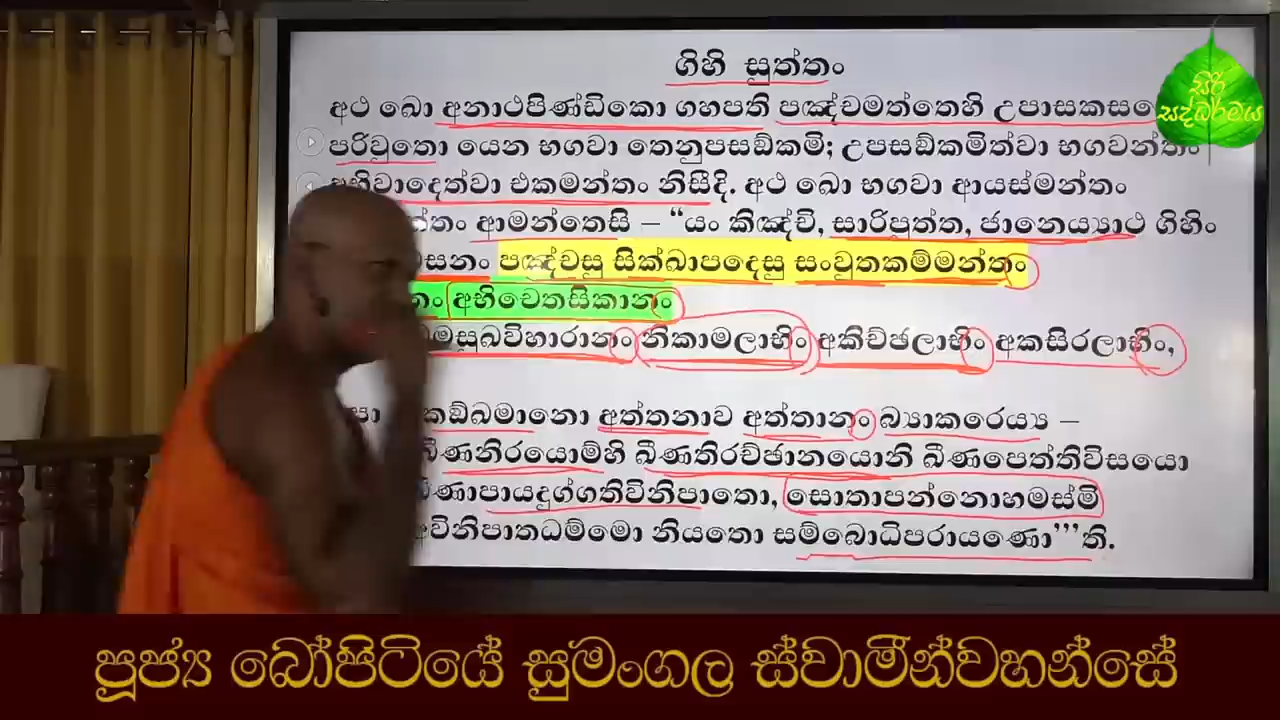 ගිහි සුත්තං
අථ ඛො අනාථපිණ්ඩිකො ගහපති පඤ්චමත්තෙහි උපාසකසතෙ
පරිවුතො යෙන භගවා තෙනුපසඞ්කමි; උපසඞ්කමිත්වා භගවන්තං
අභිවාදෙත්වා එකමන්තං නිසීදි. අථ ඛො භගවා ආයස්මන්තං
ත්තං ආමන්තෙසි – “යං කිඤ්චි, සාරිපුත්ත, ජානෙය්‍යාථ ගිහිං
සනං පඤ්චසු සික්ඛාපදෙසු සංවුතකම්මන්තං
නං අභිචෙතසිකානං
මසුඛවිහාරානං නිකාමලාභිං අකිච්ඡලාභිං අකසිරලාභිං,
කඞ්ඛමානො අත්තනාව අත්තානං බ්‍යාකරෙය්‍ය –
ඛීණනිරයොම්හි ඛීණතිරච්ඡානයොනි ඛීණපෙත්තිවිසයො
ඛීණාපායදුග්ගතිවිනිපාතො, සොතාපන්නොහමස්මි
අවිනිපාතධම්මො නියතො සම්බොධිපරායණො’’’ති.
සිරි
සද්ධර්මය
පූජ්‍ය බෝපිටියේ සුමංගල ස්වාමීන්වහන්සේ